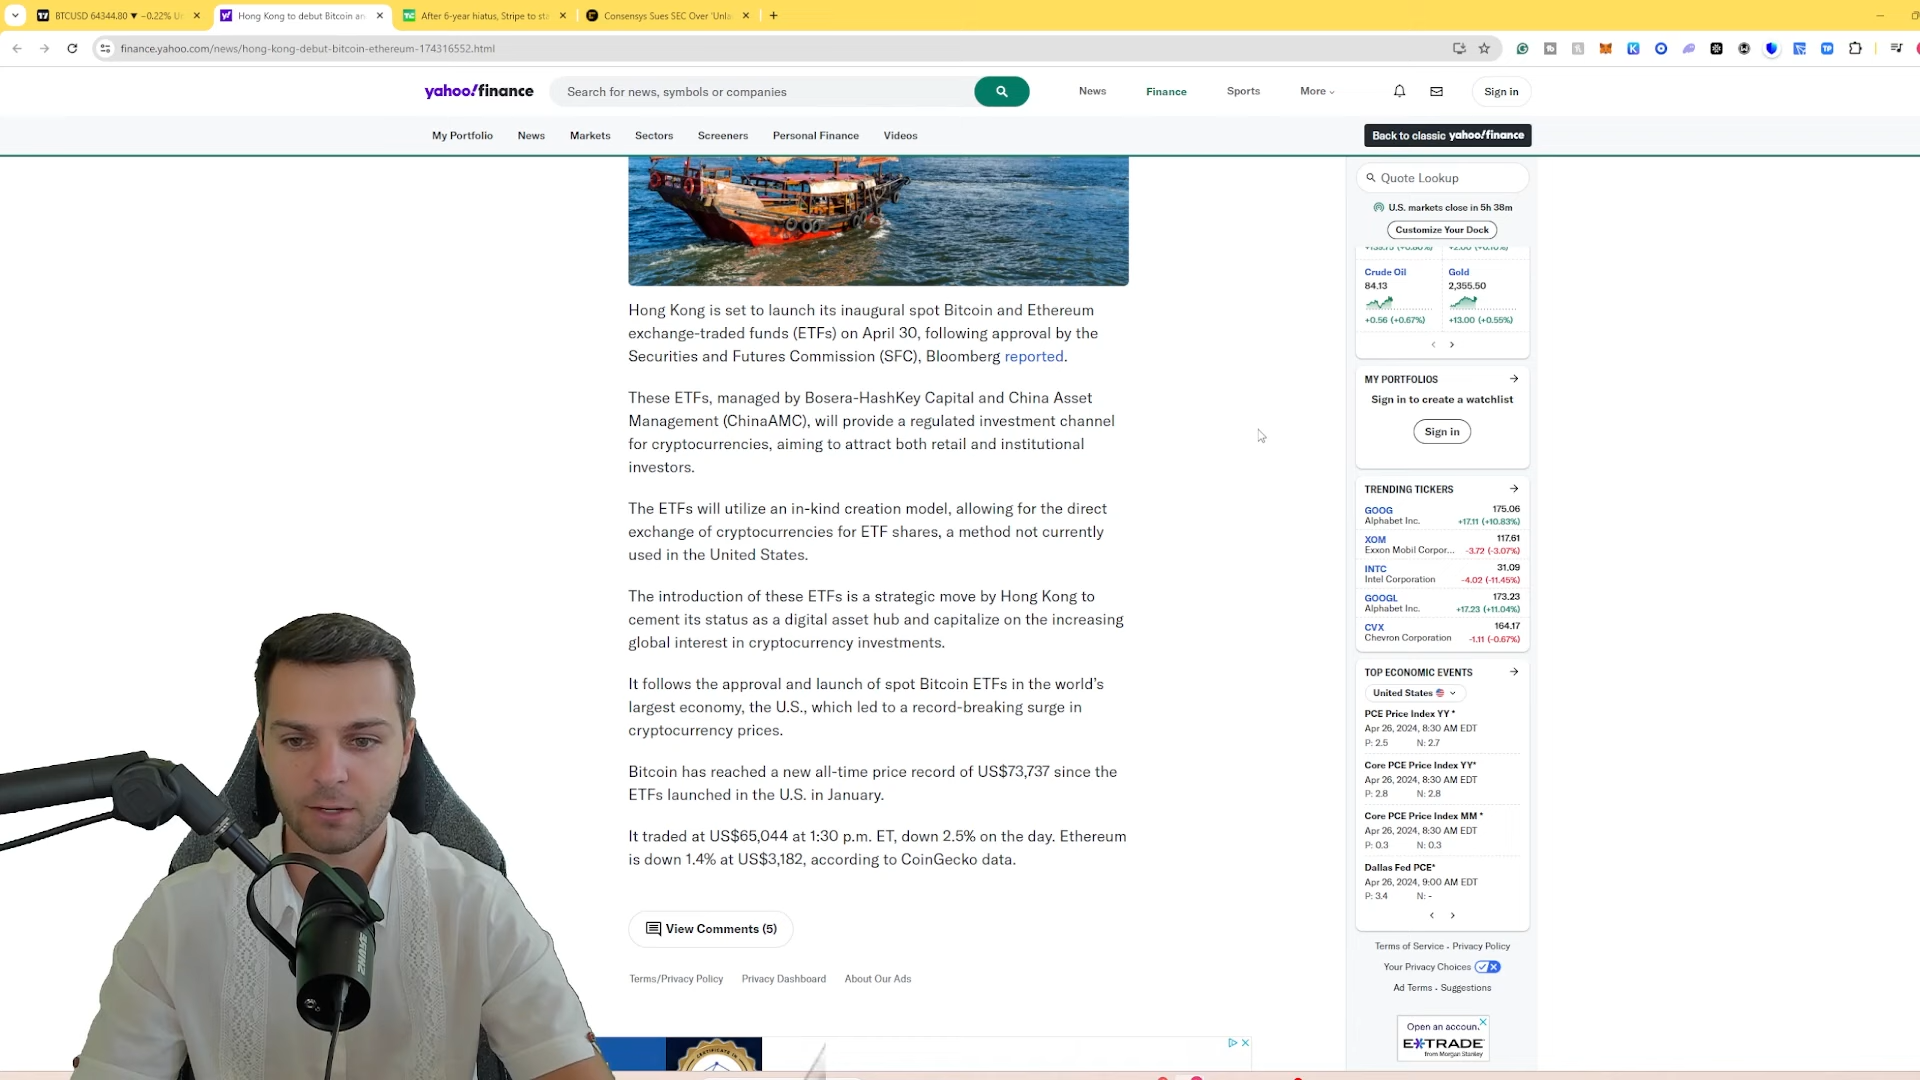 BTCUSD 64344.80 ▼ −0.22%
Hong Kong to debut Bitcoin an
After 6-year hiatus, Stripe to sta
Consensys Sues SEC Over 'Unla
finance.yahoo.com/news/hong-kong-debut-bitcoin-ethereum-174316552.html
yahoo!finance
Search for news, symbols or companies
News
Finance
Sports
More
Sign in
My Portfolio
News
Markets
Sectors
Screeners
Personal Finance
Videos
Back to classic yahoo!finance
Hong Kong is set to launch its inaugural spot Bitcoin and Ethereum
exchange-traded funds (ETFs) on April 30, following approval by the
Securities and Futures Commission (SFC), Bloomberg reported.
These ETFs, managed by Bosera-HashKey Capital and China Asset
Management (ChinaAMC), will provide a regulated investment channel
for cryptocurrencies, aiming to attract both retail and institutional
investors.
The ETFs will utilize an in-kind creation model, allowing for the direct
exchange of cryptocurrencies for ETF shares, a method not currently
used in the United States.
The introduction of these ETFs is a strategic move by Hong Kong to
cement its status as a digital asset hub and capitalize on the increasing
global interest in cryptocurrency investments.
It follows the approval and launch of spot Bitcoin ETFs in the world's
largest economy, the U.S., which led to a record-breaking surge in
cryptocurrency prices.
Bitcoin has reached a new all-time price record of US$73,737 since the
ETFs launched in the U.S. in January.
It traded at US$65,044 at 1:30 p.m. ET, down 2.5% on the day. Ethereum
is down 1.4% at US$3,182, according to CoinGecko data.
View Comments (5)
Terms/Privacy Policy
Privacy Dashboard
About Our Ads
Quote Lookup
U.S. markets close in 5h 38m
Customize Your Dock
Crude Oil
84.13
+0.56 (+0.67%)
Gold
2,355.50
+13.00 (+0.55%)
MY PORTFOLIOS
Sign in to create a watchlist
Sign in
TRENDING TICKERS
GOOG 175.06
Alphabet Inc. +17.11 (+10.83%)
XOM 117.61
Exxon Mobil Corpor... -3.72 (-3.07%)
INTC 31.09
Intel Corporation -4.02 (-11.45%)
GOOGL 173.23
Alphabet Inc. +17.23 (+11.04%)
CVX 164.17
Chevron Corporation -1.11 (-0.67%)
TOP ECONOMIC EVENTS
United States
PCE Price Index YY *
Apr 26, 2024, 8:30 AM EDT
P: 2.5 N: 2.7
Core PCE Price Index YY*
Apr 26, 2024, 8:30 AM EDT
P: 2.8 N: 2.8
Core PCE Price Index MM *
Apr 26, 2024, 8:30 AM EDT
P: 0.3 N: 0.3
Dallas Fed PCE*
Apr 26, 2024, 9:00 AM EDT
P: 3.4 N: -
Terms of Service • Privacy Policy
Your Privacy Choices
Ad Terms • Suggestions
Open an accoun
E*TRADE
from Morgan Stanley